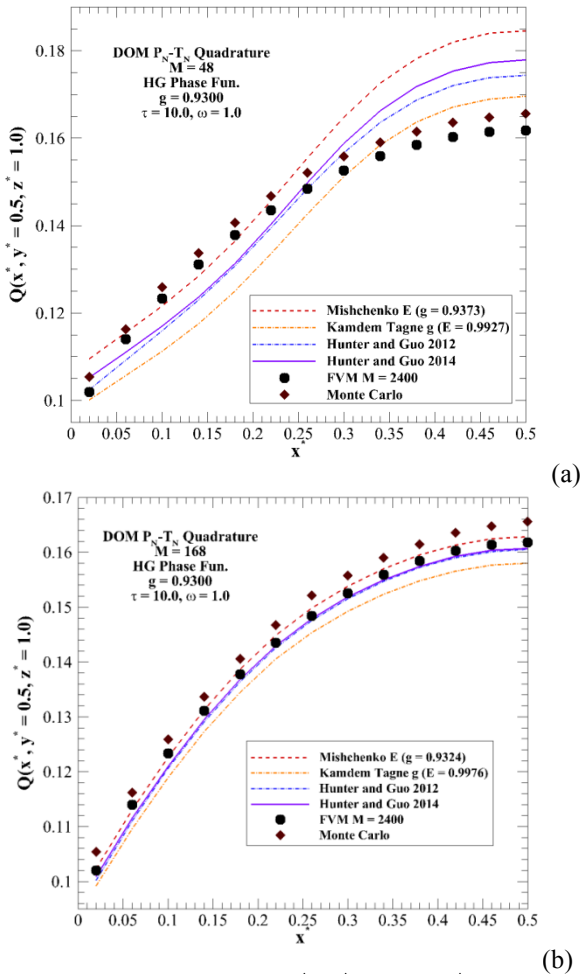 0.18
0.16
0.14
0.12
0.1
Q(x*, y* = 0.5, z* = 1.0)
DOM P_N-T_N Quadrature
M = 48
HG Phase Fun.
g = 0.9300
τ = 10.0, ω = 1.0
Mishchenko E (g = 0.9373)
Kamdem Tagne g (E = 0.9927)
Hunter and Guo 2012
Hunter and Guo 2014
FVM M = 2400
Monte Carlo
0 0.05 0.1 0.15 0.2 0.25 0.3 0.35 0.4 0.45 0.5
x*
(a)
0.17
0.16
0.15
0.14
0.13
0.12
0.11
0.1
Q(x*, y* = 0.5, z* = 1.0)
DOM P_N-T_N Quadrature
M = 168
HG Phase Fun.
g = 0.9300
τ = 10.0, ω = 1.0
Mishchenko E (g = 0.9324)
Kamdem Tagne g (E = 0.9976)
Hunter and Guo 2012
Hunter and Guo 2014
FVM M = 2400
Monte Carlo
0 0.05 0.1 0.15 0.2 0.25 0.3 0.35 0.4 0.45 0.5
x*
(b)